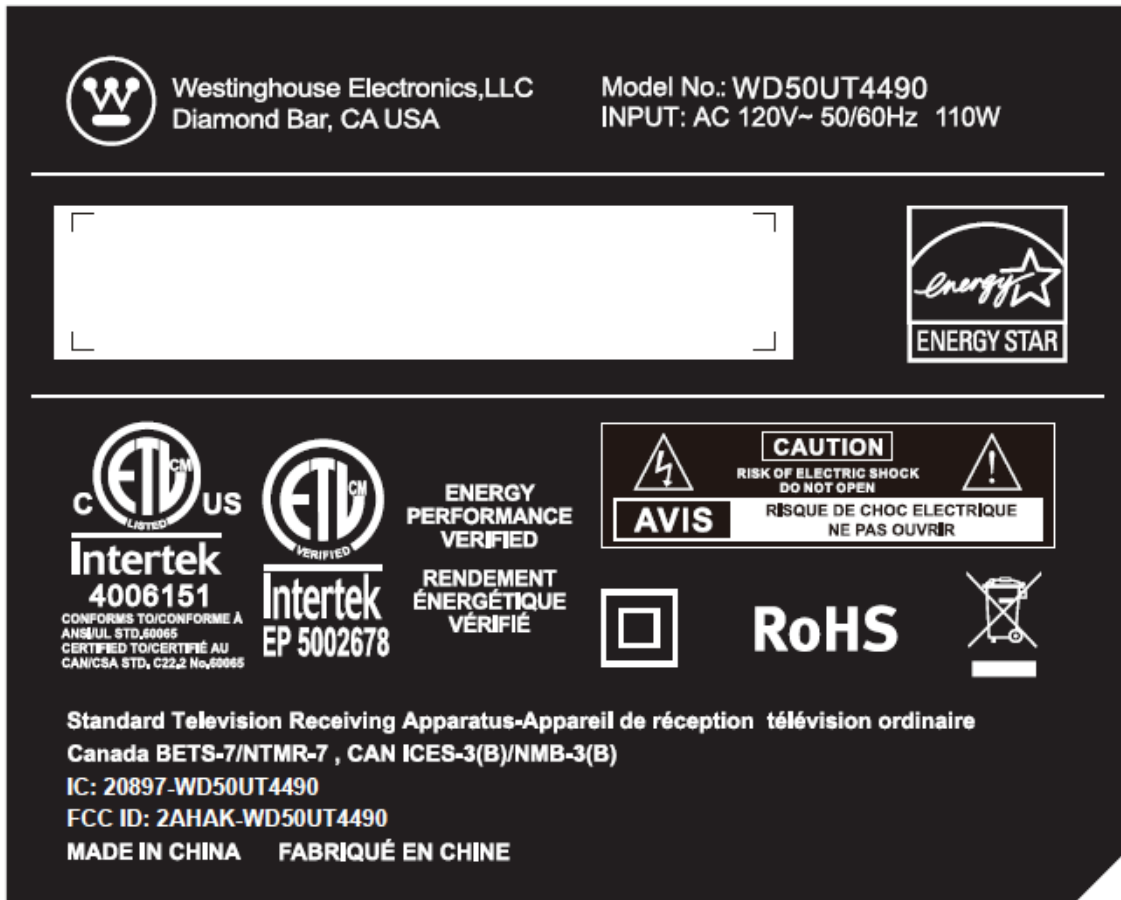 Westinghouse Electronics,LLC
Diamond Bar, CA USA
Model No.: WD50UT4490
INPUT: AC 120V~ 50/60Hz 110W
energy
ENERGY STAR
C ETL CM US
LISTED
Intertek
4006151
CONFORMS TO/CONFORME À
ANSI/UL STD.60065
CERTIFIED TO/CERTIFIÉ AU
CAN/CSA STD. C22.2 No.60065
ETL CM
VERIFIED
Intertek
EP 5002678
ENERGY
PERFORMANCE
VERIFIED
RENDEMENT
ÉNERGÉTIQUE
VÉRIFIÉ
CAUTION
RISK OF ELECTRIC SHOCK
DO NOT OPEN
AVIS
RISQUE DE CHOC ELECTRIQUE
NE PAS OUVRIR
RoHS
Standard Television Receiving Apparatus-Appareil de réception télévision ordinaire
Canada BETS-7/NTMR-7 , CAN ICES-3(B)/NMB-3(B)
IC: 20897-WD50UT4490
FCC ID: 2AHAK-WD50UT4490
MADE IN CHINA FABRIQUÉ EN CHINE